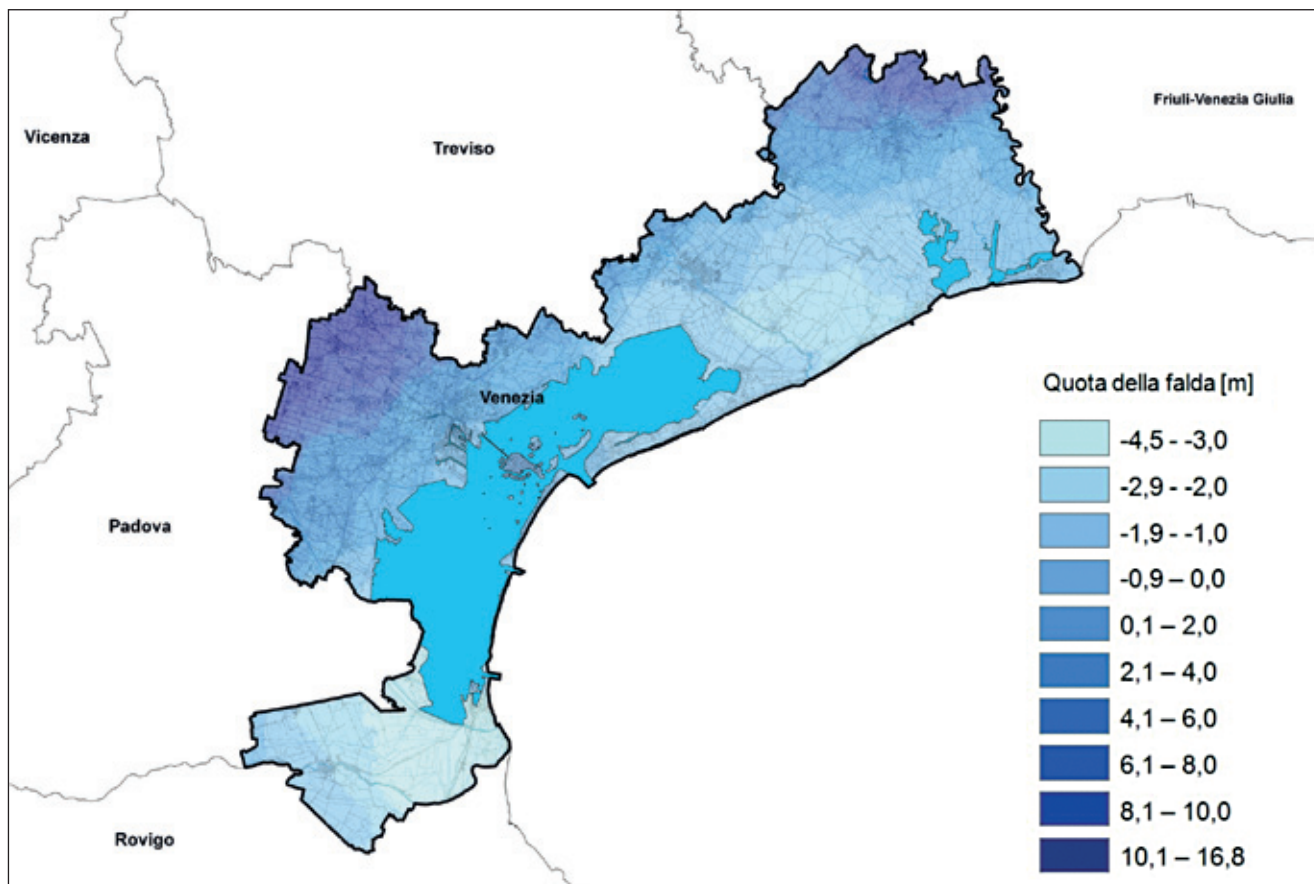 Friuli-Venezia Giulia
Vicenza
Treviso
Venezia
Padova
Rovigo
Quota della falda [m]
-4,5 - -3,0
-2,9 - -2,0
-1,9 - -1,0
-0,9 – 0,0
0,1 – 2,0
2,1 – 4,0
4,1 – 6,0
6,1 – 8,0
8,1 – 10,0
10,1 – 16,8